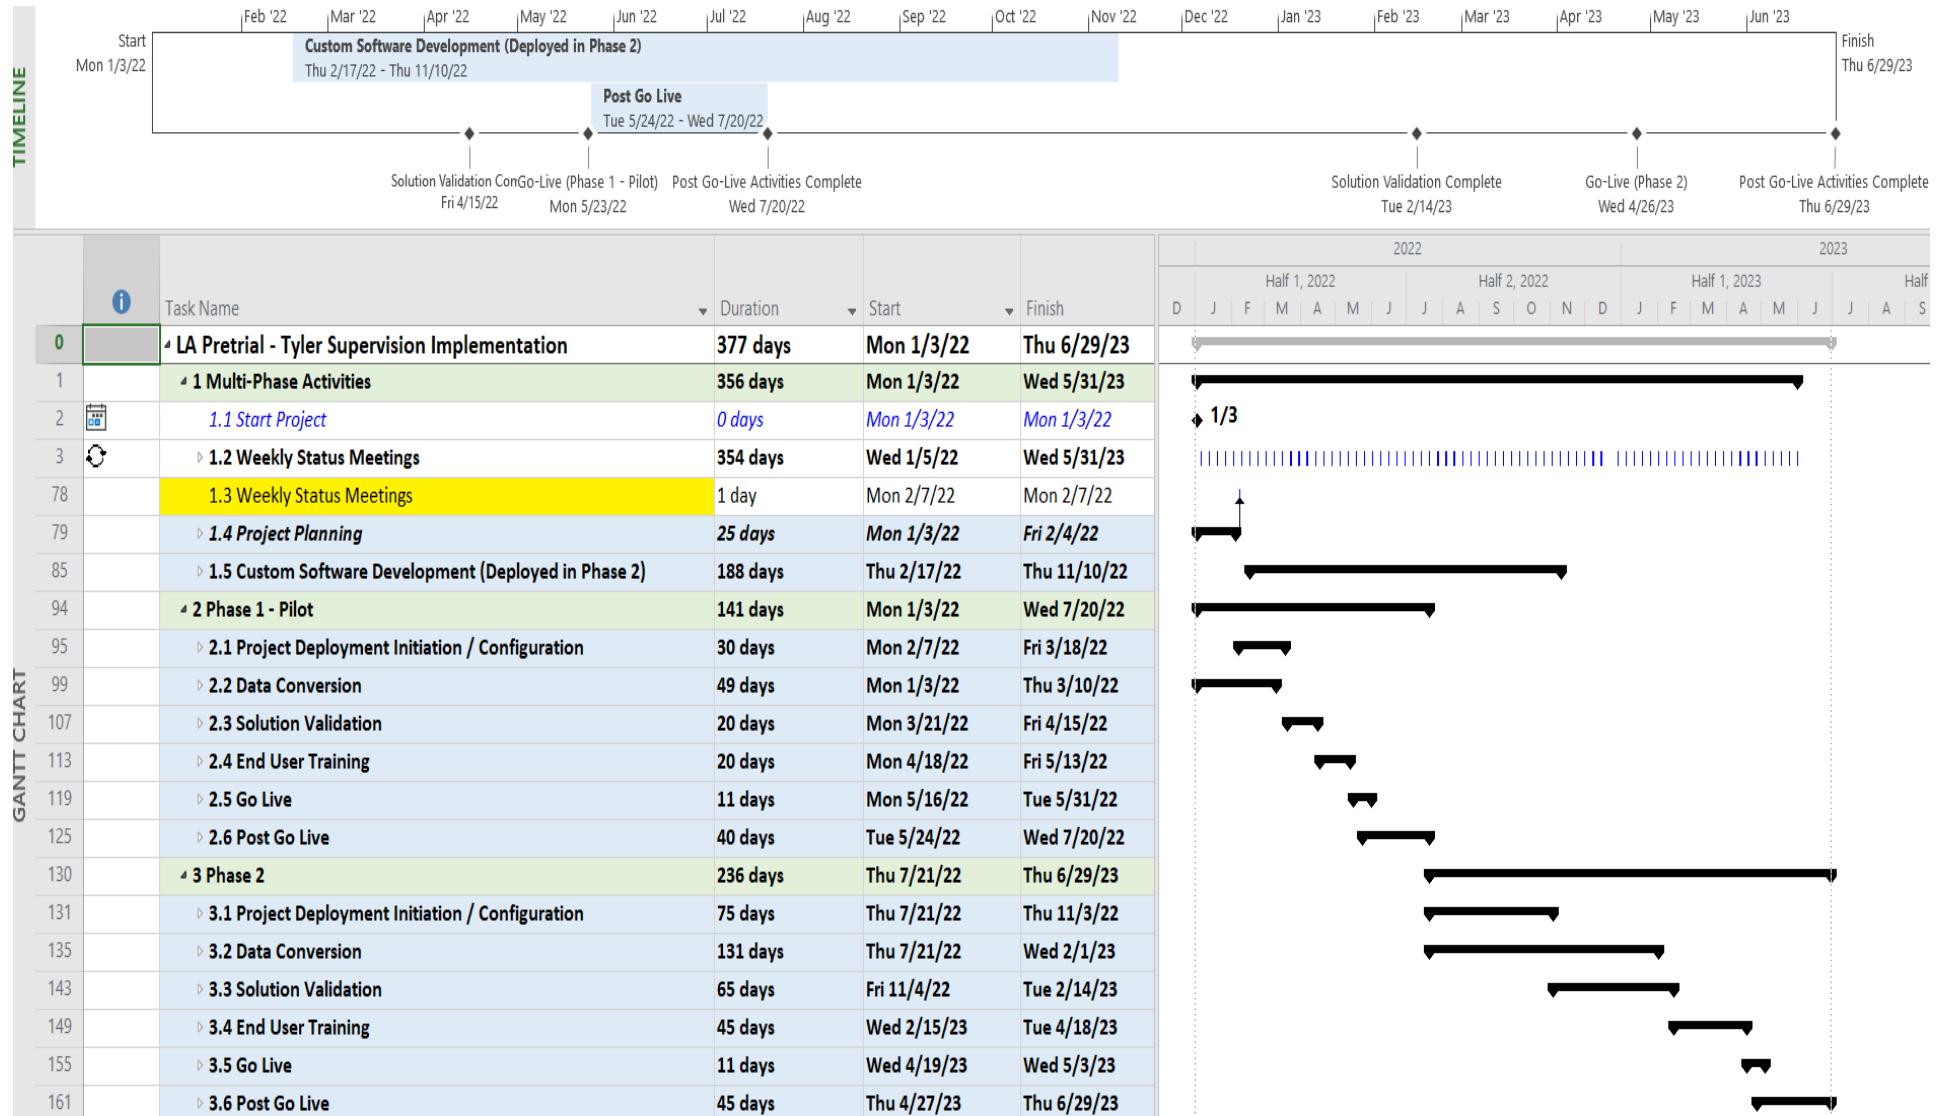 Feb '22 Mar '22 Apr '22 May '22 Jun '22 Jul '22 Aug '22 Sep '22 Oct '22 Nov '22 Dec '22 Jan '23 Feb '23 Mar '23 Apr '23 May '23 Jun '23
TIMELINE
Start
Mon 1/3/22
Custom Software Development (Deployed in Phase 2)
Thu 2/17/22 - Thu 11/10/22
Post Go Live
Tue 5/24/22 - Wed 7/20/22
Finish
Thu 6/29/23
Solution Validation Com
Fri 4/15/22
Go-Live (Phase 1 - Pilot)
Mon 5/23/22
Post Go-Live Activities Complete
Wed 7/20/22
Solution Validation Complete
Tue 2/14/23
Go-Live (Phase 2)
Wed 4/26/23
Post Go-Live Activities Complete
Thu 6/29/23
GANTT CHART
2022 2023
Half 1, 2022 Half 2, 2022 Half 1, 2023 Half
Task Name Duration Start Finish D J F M A M J J A S O N D J F M A M J J A S
0 LA Pretrial - Tyler Supervision Implementation 377 days Mon 1/3/22 Thu 6/29/23
1 1 Multi-Phase Activities 356 days Mon 1/3/22 Wed 5/31/23
2 1.1 Start Project 0 days Mon 1/3/22 Mon 1/3/22 1/3
3 1.2 Weekly Status Meetings 354 days Wed 1/5/22 Wed 5/31/23
78 1.3 Weekly Status Meetings 1 day Mon 2/7/22 Mon 2/7/22
79 1.4 Project Planning 25 days Mon 1/3/22 Fri 2/4/22
85 1.5 Custom Software Development (Deployed in Phase 2) 188 days Thu 2/17/22 Thu 11/10/22
94 2 Phase 1 - Pilot 141 days Mon 1/3/22 Wed 7/20/22
95 2.1 Project Deployment Initiation / Configuration 30 days Mon 2/7/22 Fri 3/18/22
99 2.2 Data Conversion 49 days Mon 1/3/22 Thu 3/10/22
107 2.3 Solution Validation 20 days Mon 3/21/22 Fri 4/15/22
113 2.4 End User Training 20 days Mon 4/18/22 Fri 5/13/22
119 2.5 Go Live 11 days Mon 5/16/22 Tue 5/31/22
125 2.6 Post Go Live 40 days Tue 5/24/22 Wed 7/20/22
130 3 Phase 2 236 days Thu 7/21/22 Thu 6/29/23
131 3.1 Project Deployment Initiation / Configuration 75 days Thu 7/21/22 Thu 11/3/22
135 3.2 Data Conversion 131 days Thu 7/21/22 Wed 2/1/23
143 3.3 Solution Validation 65 days Fri 11/4/22 Tue 2/14/23
149 3.4 End User Training 45 days Wed 2/15/23 Tue 4/18/23
155 3.5 Go Live 11 days Wed 4/19/23 Wed 5/3/23
161 3.6 Post Go Live 45 days Thu 4/27/23 Thu 6/29/23